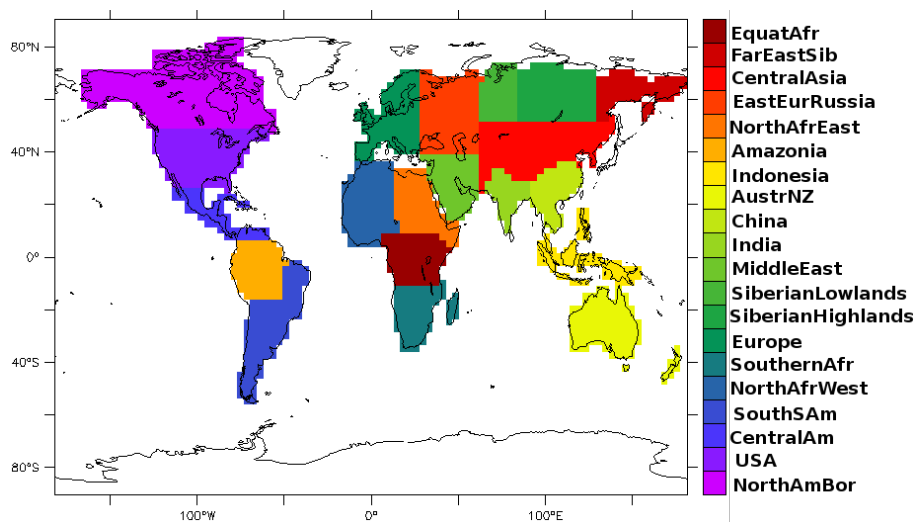 80°N
40°N
0°
40°S
80°S
100°W
0°
100°E
EquatAfr
FarEastSib
CentralAsia
EastEurRussia
NorthAfrEast
Amazonia
Indonesia
AustrNZ
China
India
MiddleEast
SiberianLowlands
SiberianHighlands
Europe
SouthernAfr
NorthAfrWest
SouthSAm
CentralAm
USA
NorthAmBor